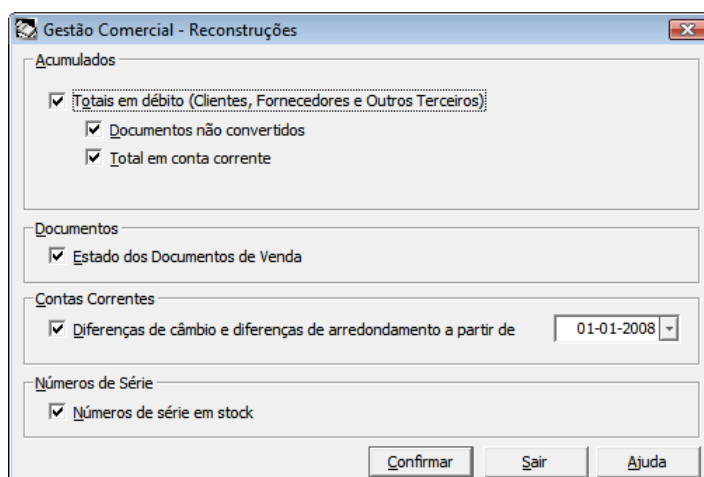 Gestão Comercial - Reconstruções
Acumulados
Totais em débito (Clientes, Fornecedores e Outros Terceiros)
Documentos não convertidos
Total em conta corrente
Documentos
Estado dos Documentos de Venda
Contas Correntes
Diferenças de câmbio e diferenças de arredondamento a partir de 01-01-2008
Números de Série
Números de série em stock
Confirmar Sair Ajuda